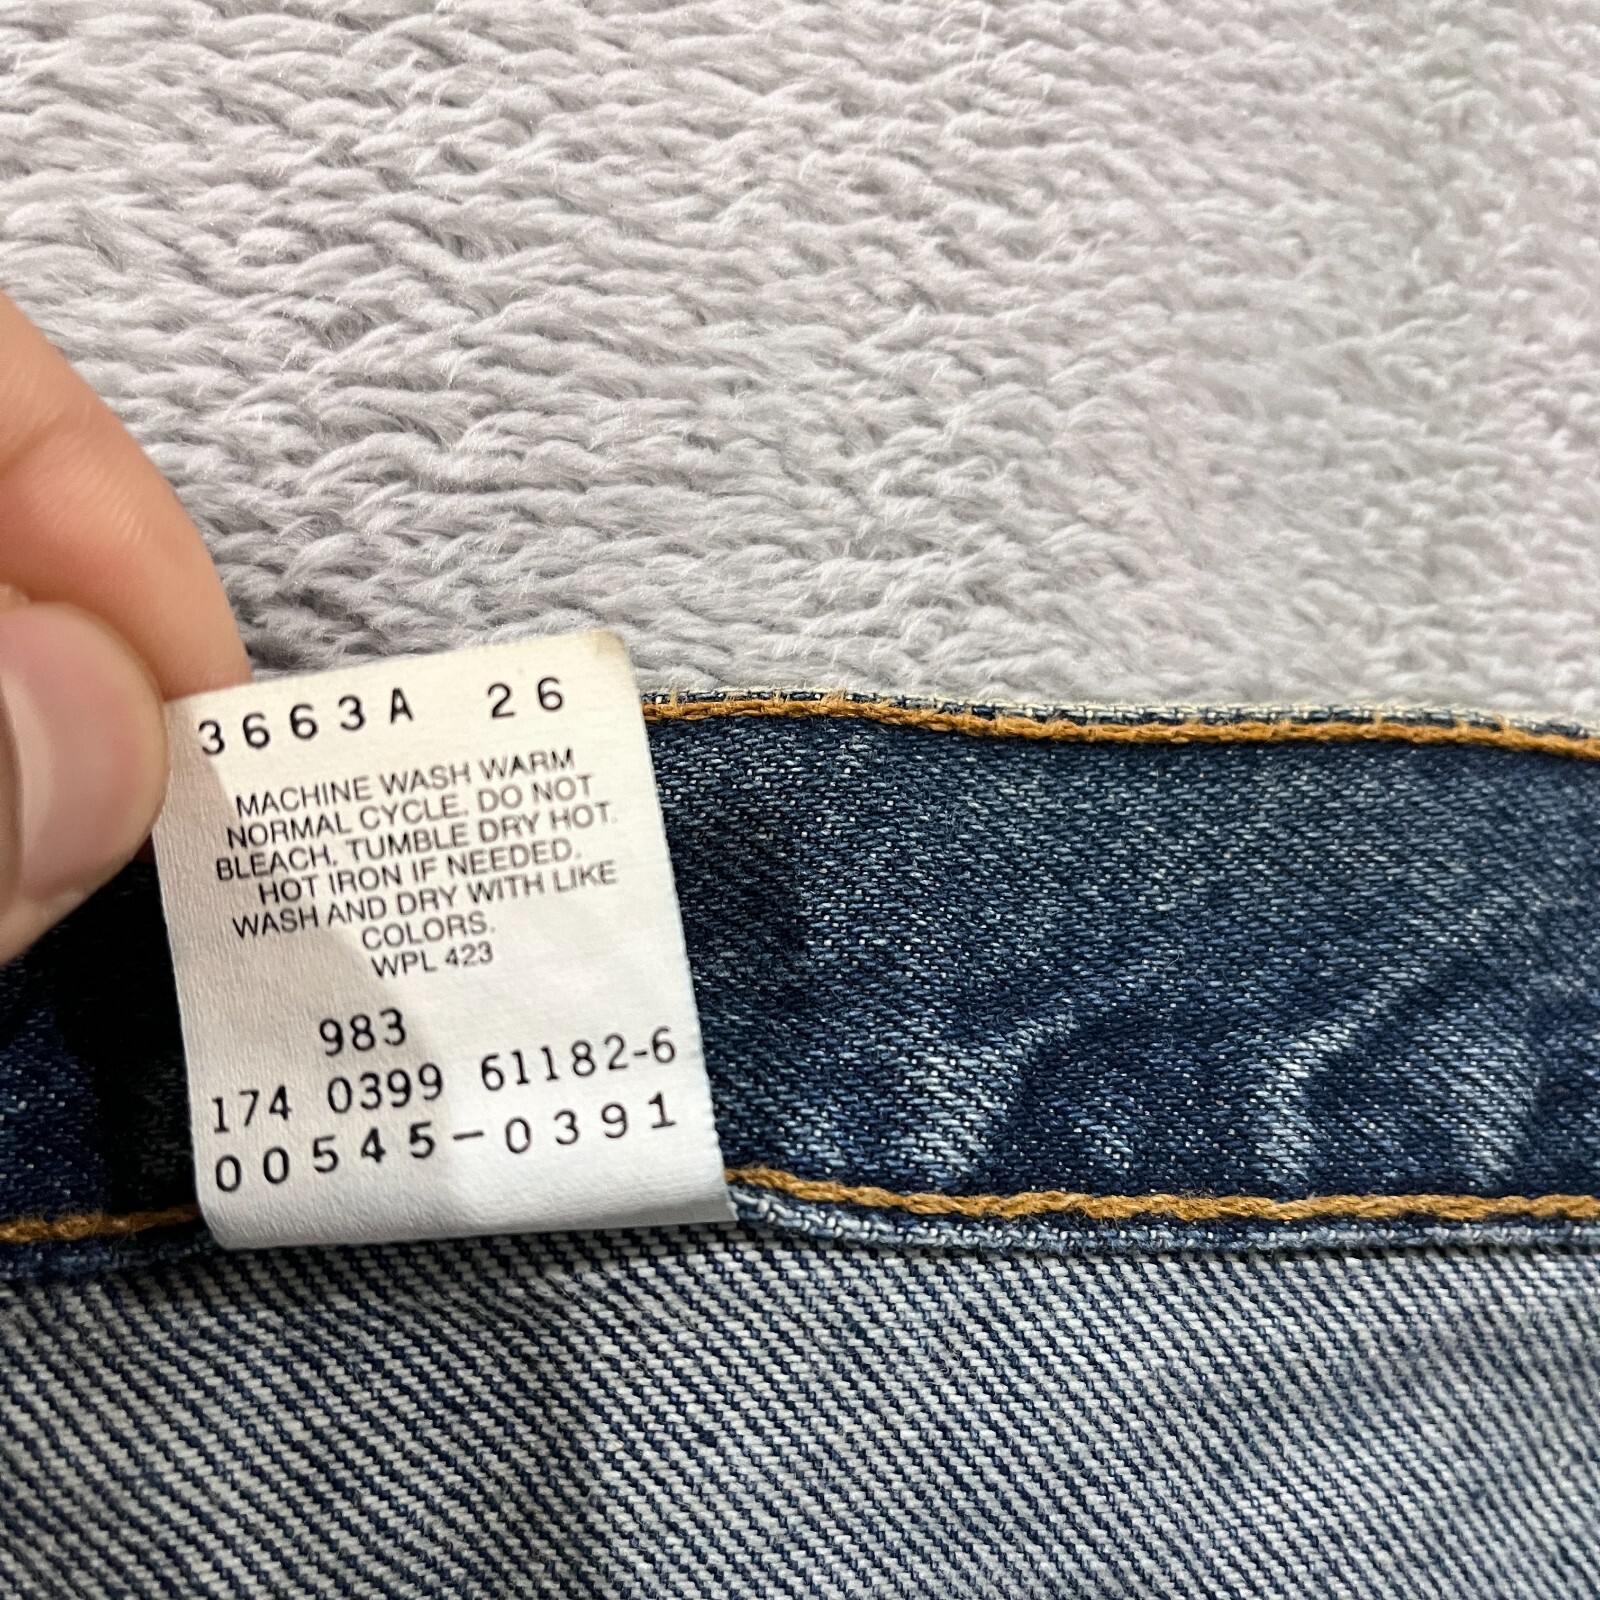 3663A 26
MACHINE WASH WARM
NORMAL CYCLE. DO NOT
BLEACH. TUMBLE DRY HOT.
HOT IRON IF NEEDED.
WASH AND DRY WITH LIKE
COLORS.
WPL 423
983
174 0399 61182-6
00545-0391